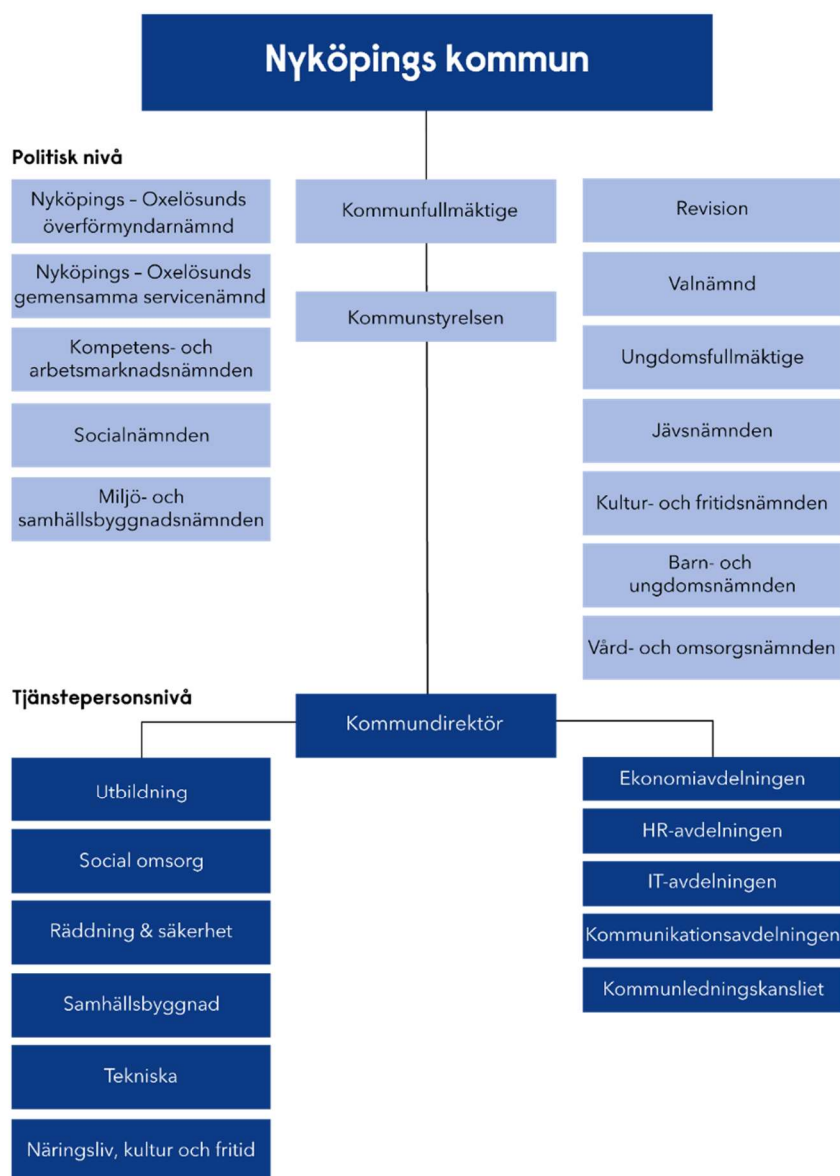 Nyköpings kommun
Politisk nivå
Nyköpings – Oxelösunds
överförmyndarnämnd
Nyköpings – Oxelösunds
gemensamma servicenämnd
Kompetens- och
arbetsmarknadsnämnden
Socialnämnden
Miljö- och
samhällsbyggnadsnämnden
Kommunfullmäktige
Kommunstyrelsen
Revision
Valnämnd
Ungdomsfullmäktige
Jävsnämnden
Kultur- och fritidsnämnden
Barn- och
ungdomsnämnden
Vård- och omsorgsnämnden
Tjänstepersonsnivå
Kommundirektör
Utbildning
Social omsorg
Räddning & säkerhet
Samhällsbyggnad
Tekniska
Näringsliv, kultur och fritid
Ekonomiavdelningen
HR-avdelningen
IT-avdelningen
Kommunikationsavdelningen
Kommunledningskansliet